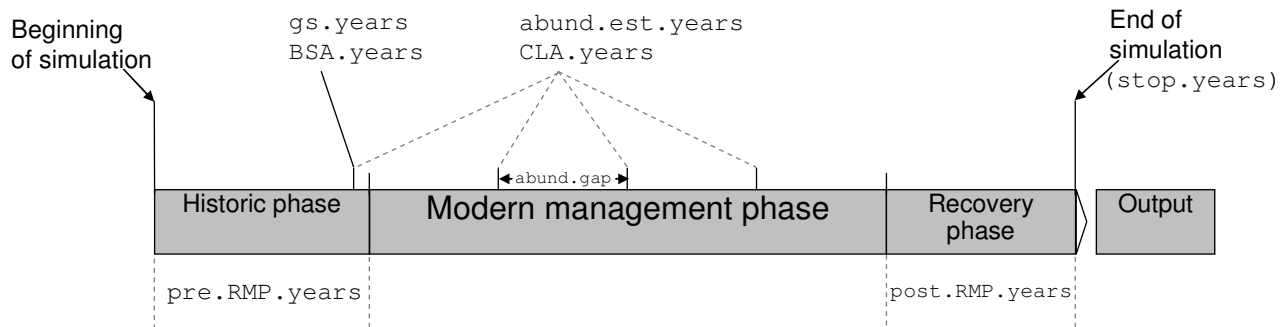 Beginning
of simulation
gs.years
BSA.years
abund.est.years
CLA.years
End of
simulation
(stop.years)
abund.gap
Historic phase
Modern management phase
Recovery
phase
Output
pre.RMP.years
post.RMP.years